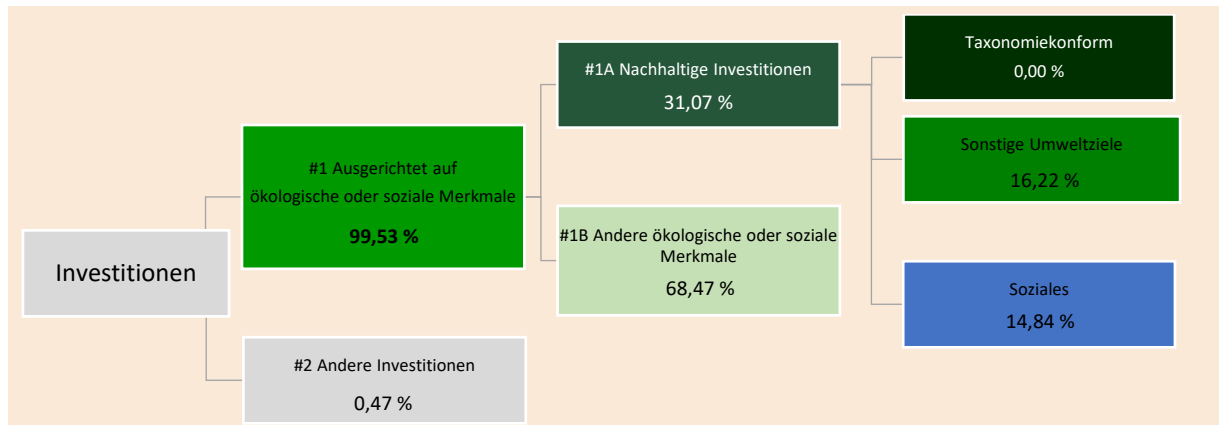 Investitionen
#1 Ausgerichtet auf
ökologische oder soziale Merkmale
99,53 %
#2 Andere Investitionen
0,47 %
#1A Nachhaltige Investitionen
31,07 %
#1B Andere ökologische oder soziale
Merkmale
68,47 %
Taxonomiekonform
0,00 %
Sonstige Umweltziele
16,22 %
Soziales
14,84 %